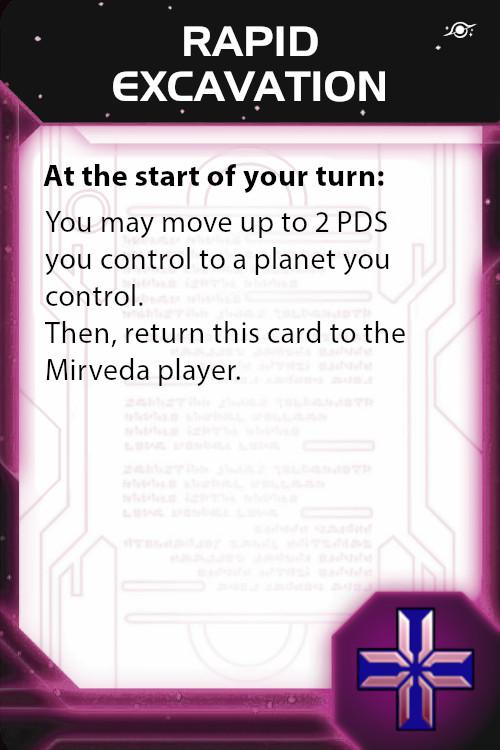 RAPID
EXCAVATION
At the start of your turn:
You may move up to 2 PDS
you control to a planet you
control.
Then, return this card to the
Mirveda player.